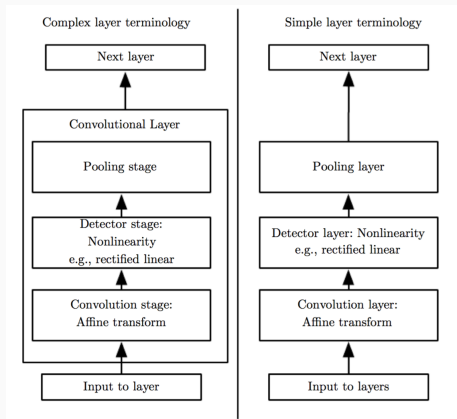 Complex layer terminology
Next layer
Convolutional Layer
Pooling stage
Detector stage:
Nonlinearity
e.g., rectified linear
Convolution stage:
Affine transform
Input to layer
Simple layer terminology
Next layer
Pooling layer
Detector layer: Nonlinearity
e.g., rectified linear
Convolution layer:
Affine transform
Input to layers